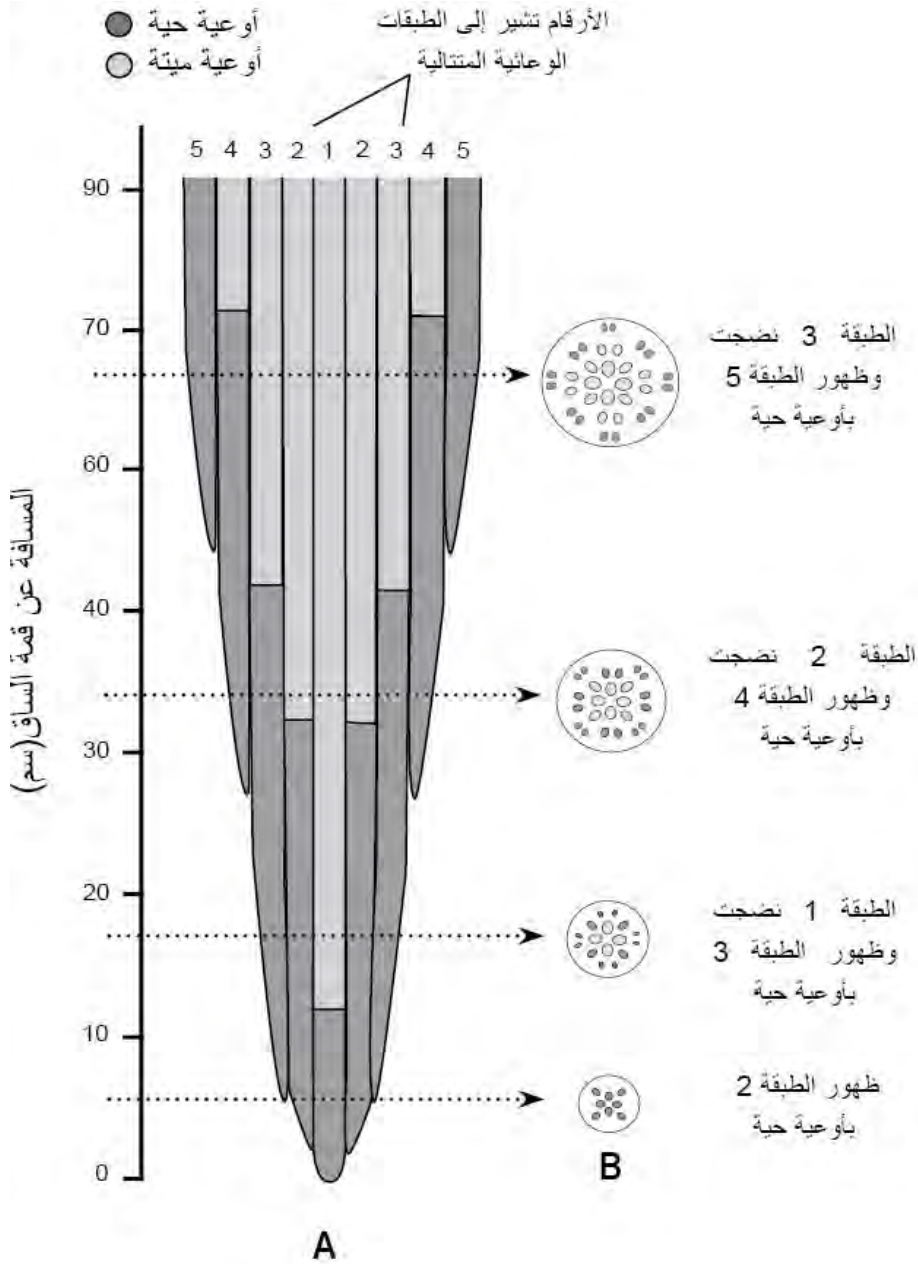 أوعية حية
أوعية ميتة
الأرقام تشير إلى الطبقات
الوعائية المتتالية
5 4 3 2 1 2 3 4 5
90
70
60
40
30
20
10
0
المسافة عن قمة الساق(سم)
الطبقة 3 نضجت
وظهور الطبقة 5
بأوعية حية
الطبقة 2 نضجت
وظهور الطبقة 4
بأوعية حية
الطبقة 1 نضجت
وظهور الطبقة 3
بأوعية حية
ظهور الطبقة 2
بأوعية حية
B
A